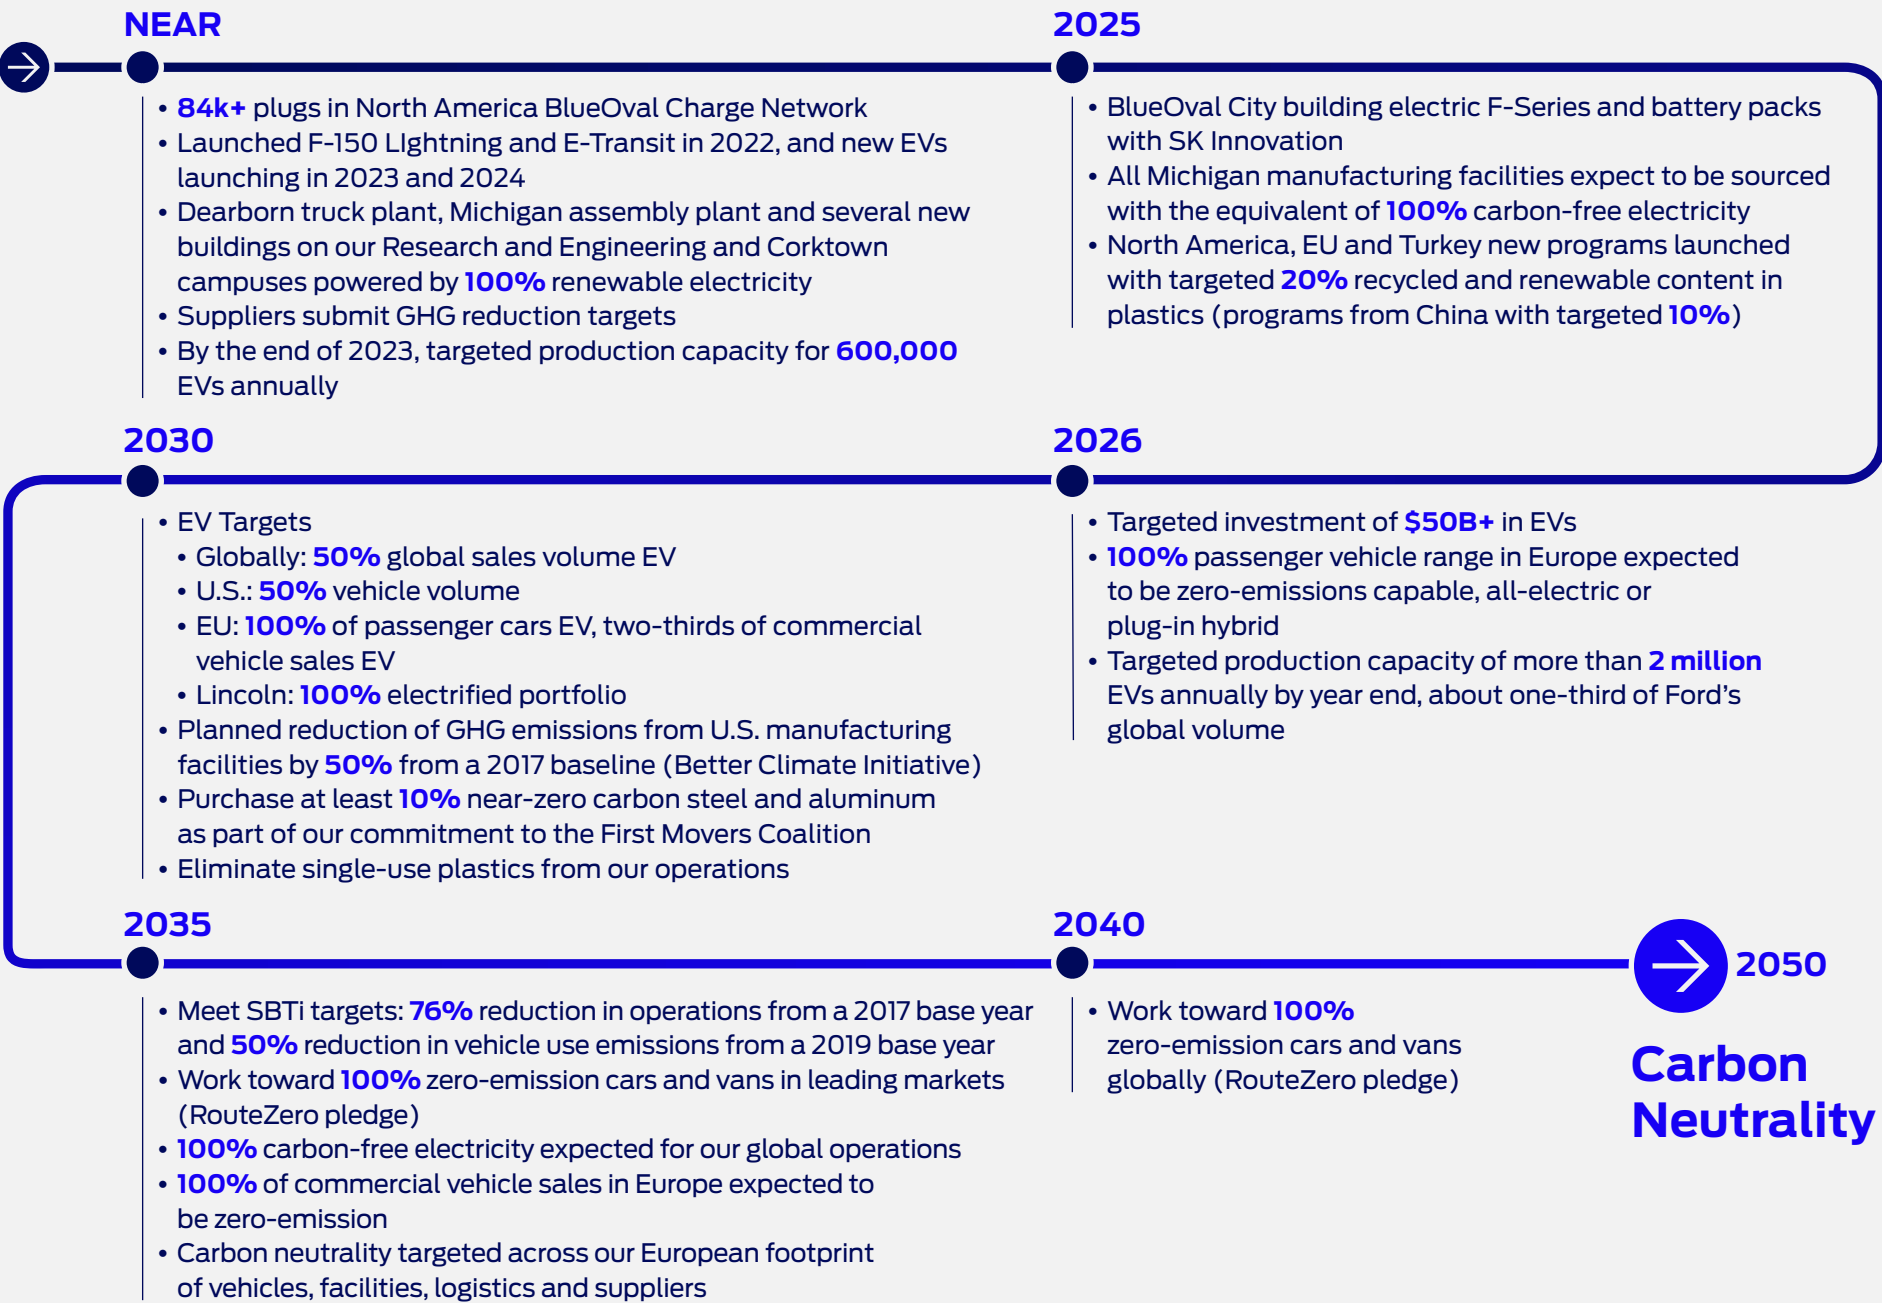 NEAR
• 84k+ plugs in North America BlueOval Charge Network
• Launched F-150 LIghtning and E-Transit in 2022, and new EVs
launching in 2023 and 2024
• Dearborn truck plant, Michigan assembly plant and several new
buildings on our Research and Engineering and Corktown
campuses powered by 100% renewable electricity
• Suppliers submit GHG reduction targets
• By the end of 2023, targeted production capacity for 600,000
EVs annually
2025
• BlueOval City building electric F-Series and battery packs
with SK Innovation
• All Michigan manufacturing facilities expect to be sourced
with the equivalent of 100% carbon-free electricity
• North America, EU and Turkey new programs launched
with targeted 20% recycled and renewable content in
plastics (programs from China with targeted 10%)
2026
• Targeted investment of $50B+ in EVs
• 100% passenger vehicle range in Europe expected
to be zero-emissions capable, all-electric or
plug-in hybrid
• Targeted production capacity of more than 2 million
EVs annually by year end, about one-third of Ford's
global volume
2030
• EV Targets
• Globally: 50% global sales volume EV
• U.S.: 50% vehicle volume
• EU: 100% of passenger cars EV, two-thirds of commercial
vehicle sales EV
• Lincoln: 100% electrified portfolio
• Planned reduction of GHG emissions from U.S. manufacturing
facilities by 50% from a 2017 baseline (Better Climate Initiative)
• Purchase at least 10% near-zero carbon steel and aluminum
as part of our commitment to the First Movers Coalition
• Eliminate single-use plastics from our operations
2035
• Meet SBTi targets: 76% reduction in operations from a 2017 base year
and 50% reduction in vehicle use emissions from a 2019 base year
• Work toward 100% zero-emission cars and vans in leading markets
(RouteZero pledge)
• 100% carbon-free electricity expected for our global operations
• 100% of commercial vehicle sales in Europe expected to
be zero-emission
• Carbon neutrality targeted across our European footprint
of vehicles, facilities, logistics and suppliers
2040
• Work toward 100%
zero-emission cars and vans
globally (RouteZero pledge)
2050
Carbon
Neutrality